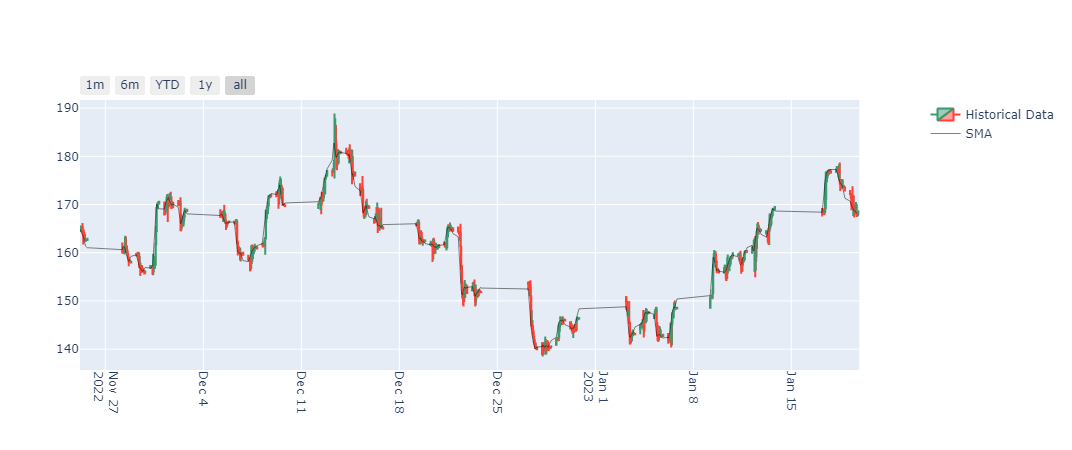 1m 6m YTD 1y all
190
180
170
160
150
140
Historical Data
SMA
Nov 27
2022
Dec 4
Dec 11
Dec 18
Dec 25
Jan 1
2023
Jan 8
Jan 15